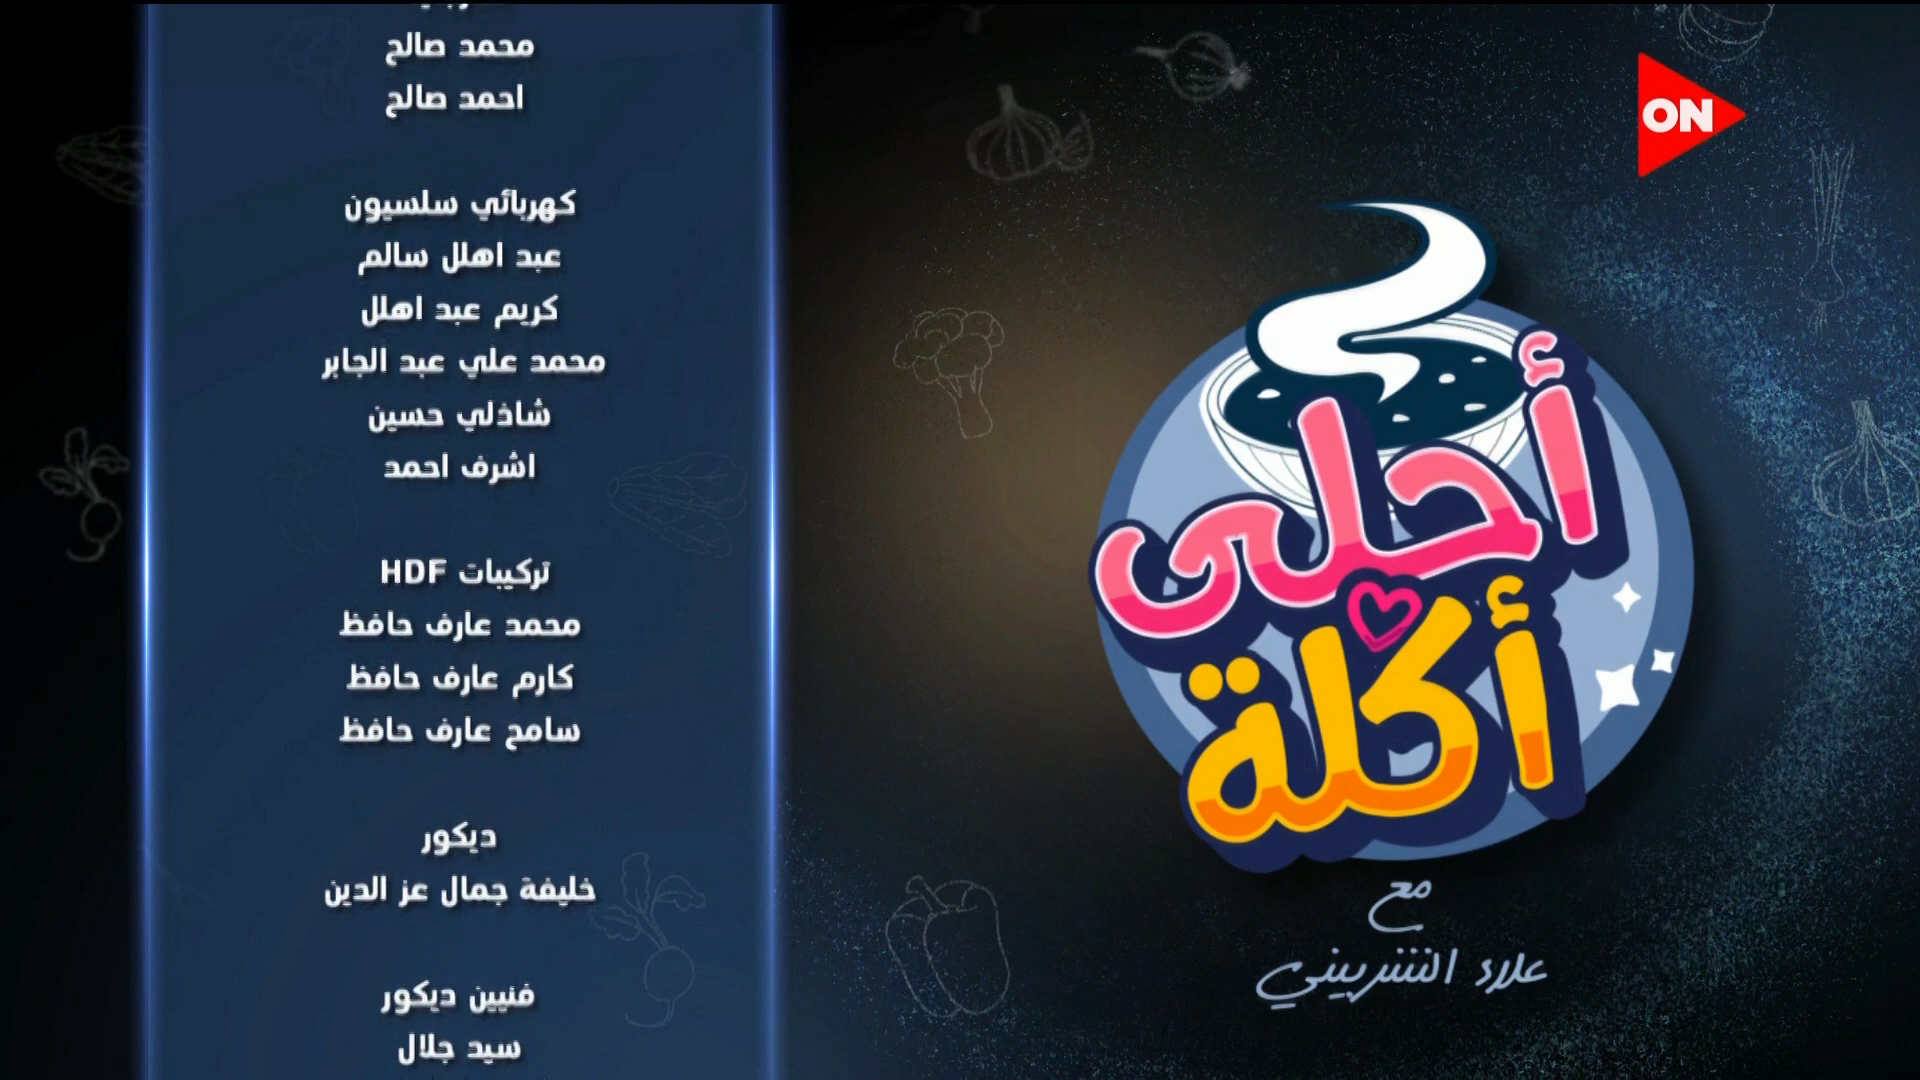 محمد صالح
احمد صالح
كهربائي سلسيون
عبد اهلل سالم
كريم عبد اهلل
محمد علي عبد الجابر
شاذلي حسين
اشرف احمد
تركيبات HDF
محمد عارف حافظ
كارم عارف حافظ
سامح عارف حافظ
ديكور
خليفة جمال عز الدين
فنيين ديكور
سيد جلال
ON
أحلى
أكلة
مع
علاء الشربيني